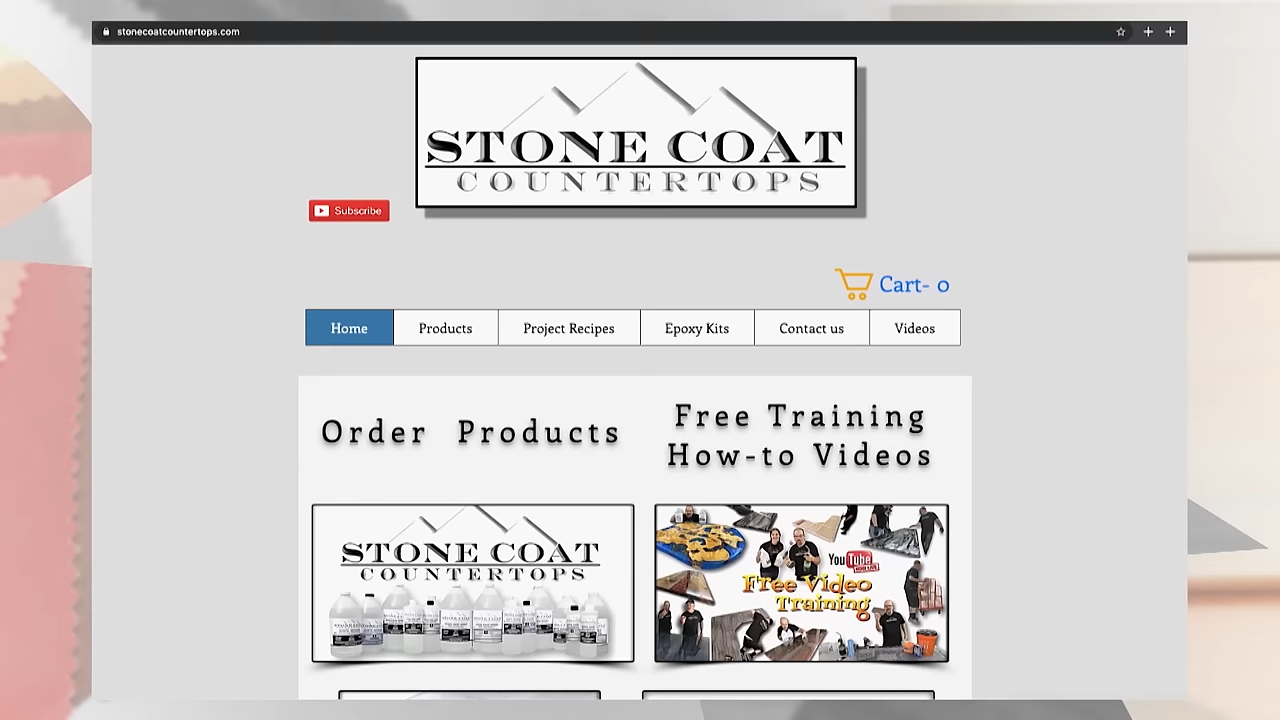 stonecoatcountertops.com
STONE COAT
COUNTERTOPS
Subscribe
Cart- 0
Home
Products
Project Recipes
Epoxy Kits
Contact us
Videos
Order Products
Free Training
How-to Videos
STONE COAT
COUNTERTOPS
YouTube
Free Video
Training